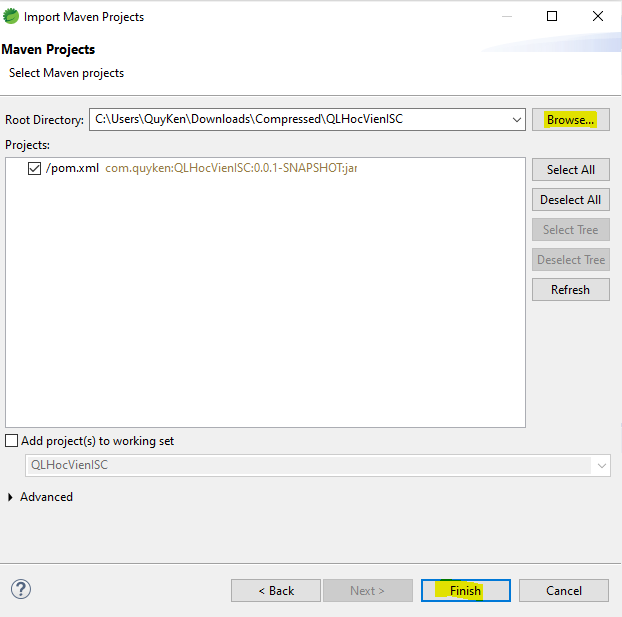 Import Maven Projects
Maven Projects
Select Maven projects
Root Directory: C:\Users\QuyKen\Downloads\Compressed\QLHocVienISC Browse...
Projects:
/pom.xml com.quyken:QLHocVienISC:0.0.1-SNAPSHOT:jar
Select All
Deselect All
Select Tree
Deselect Tree
Refresh
Add project(s) to working set
QLHocVienISC
Advanced
? < Back Next > Finish Cancel